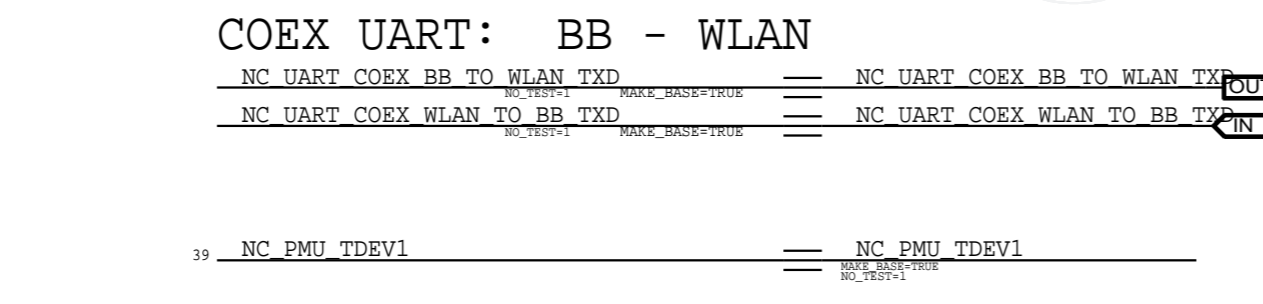 COEX UART: BB - WLAN
NC_UART_COEX_BB_TO_WLAN_TXD NC_UART_COEX_BB_TO_WLAN_TXD OU
NO_TEST=1 MAKE_BASE=TRUE
NC_UART_COEX_WLAN_TO_BB_TXD NC_UART_COEX_WLAN_TO_BB_TXD IN
NO_TEST=1 MAKE_BASE=TRUE
39 NC_PMU_TDEV1 NC_PMU_TDEV1
MAKE_BASE=TRUE
NO_TEST=1